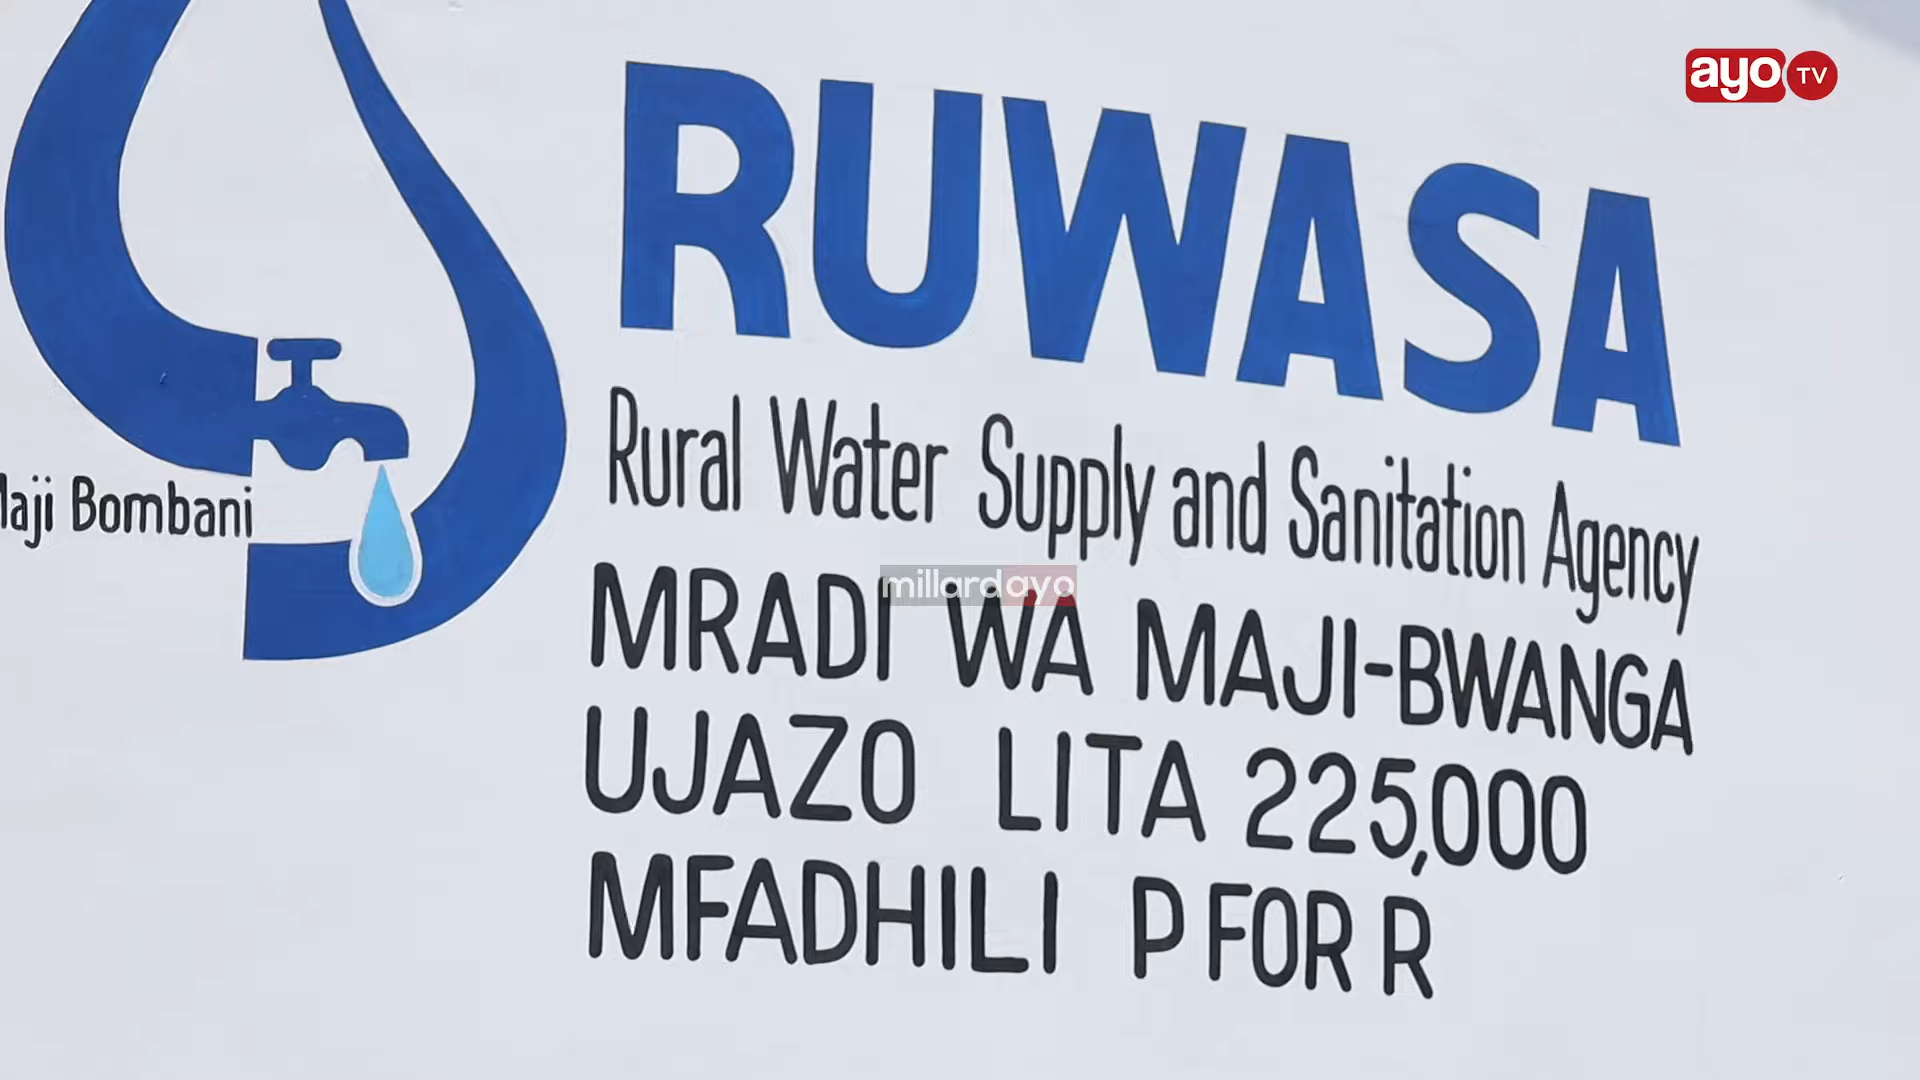 ayo TV
RUWASA
Rural Water Supply and Sanitation Agency
Maji Bombani
millardayo
MRADI WA MAJI-BWANGA
UJAZO LITA 225,000
MFADHILI P FOR R